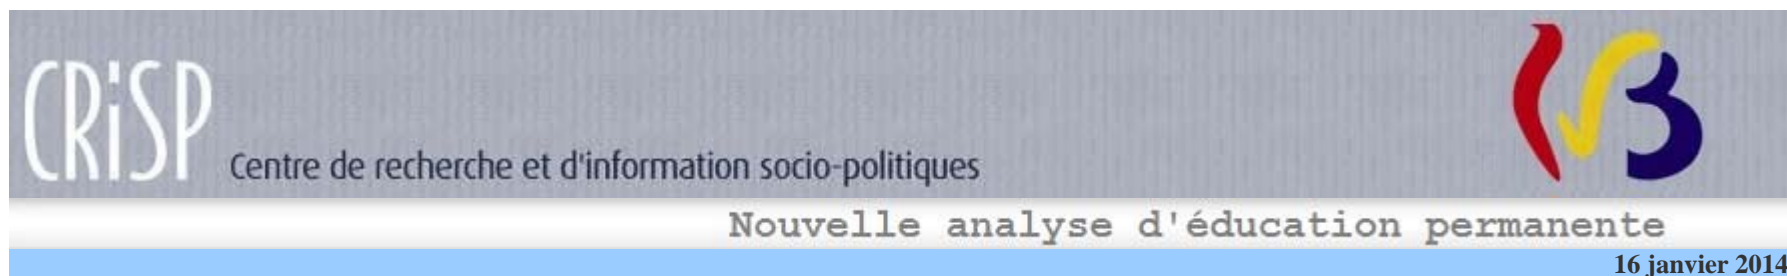 CRiSP
Centre de recherche et d'information socio-politiques
Nouvelle analyse d'éducation permanente
16 janvier 2014